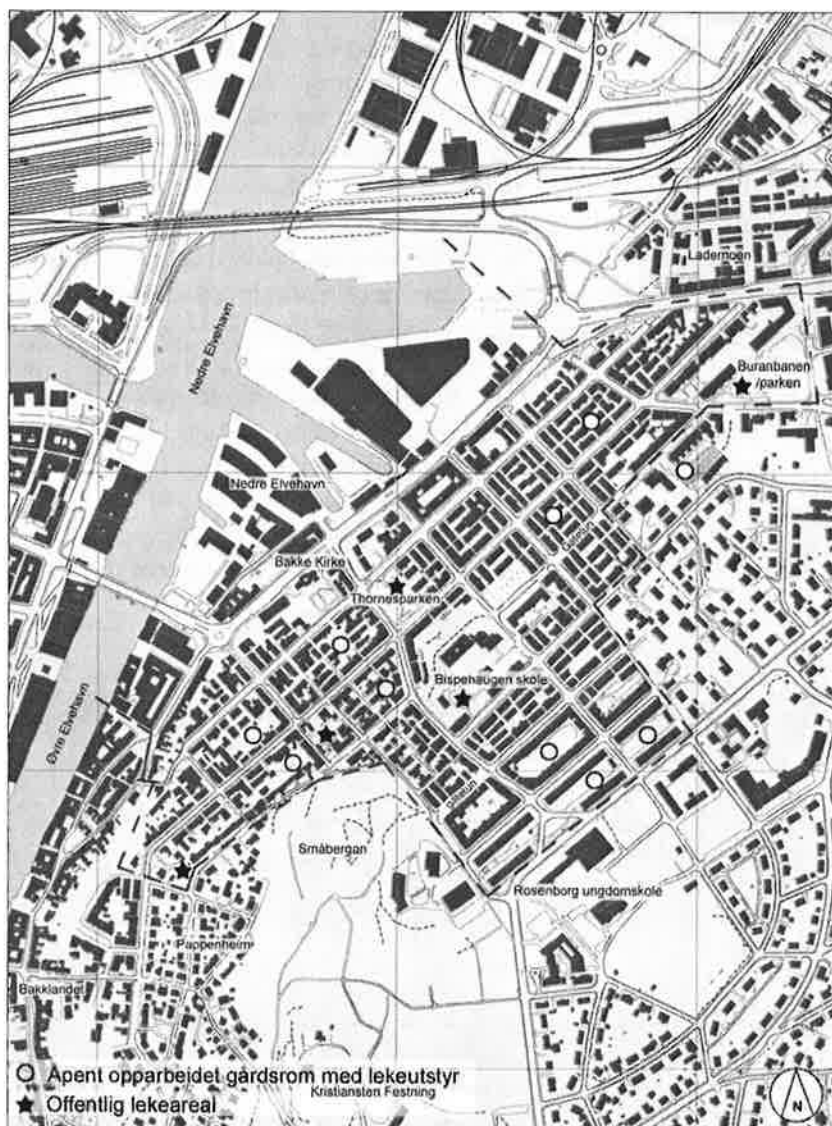 Lademoen
Neidre Elvehavn
Buranbanen
/parken
Nedre Elvehavn
Bakke Kirke
Thornesparken
Bispehaugen skole
Øvre Elvehavn
Småbergan
Rosenborg ungdomskole
Pappenheim
Bakklandet
Åpent opparbeidet gårdsrom med lekeutstyr
Kristiansten Festning
Offentlig lekeareal
N